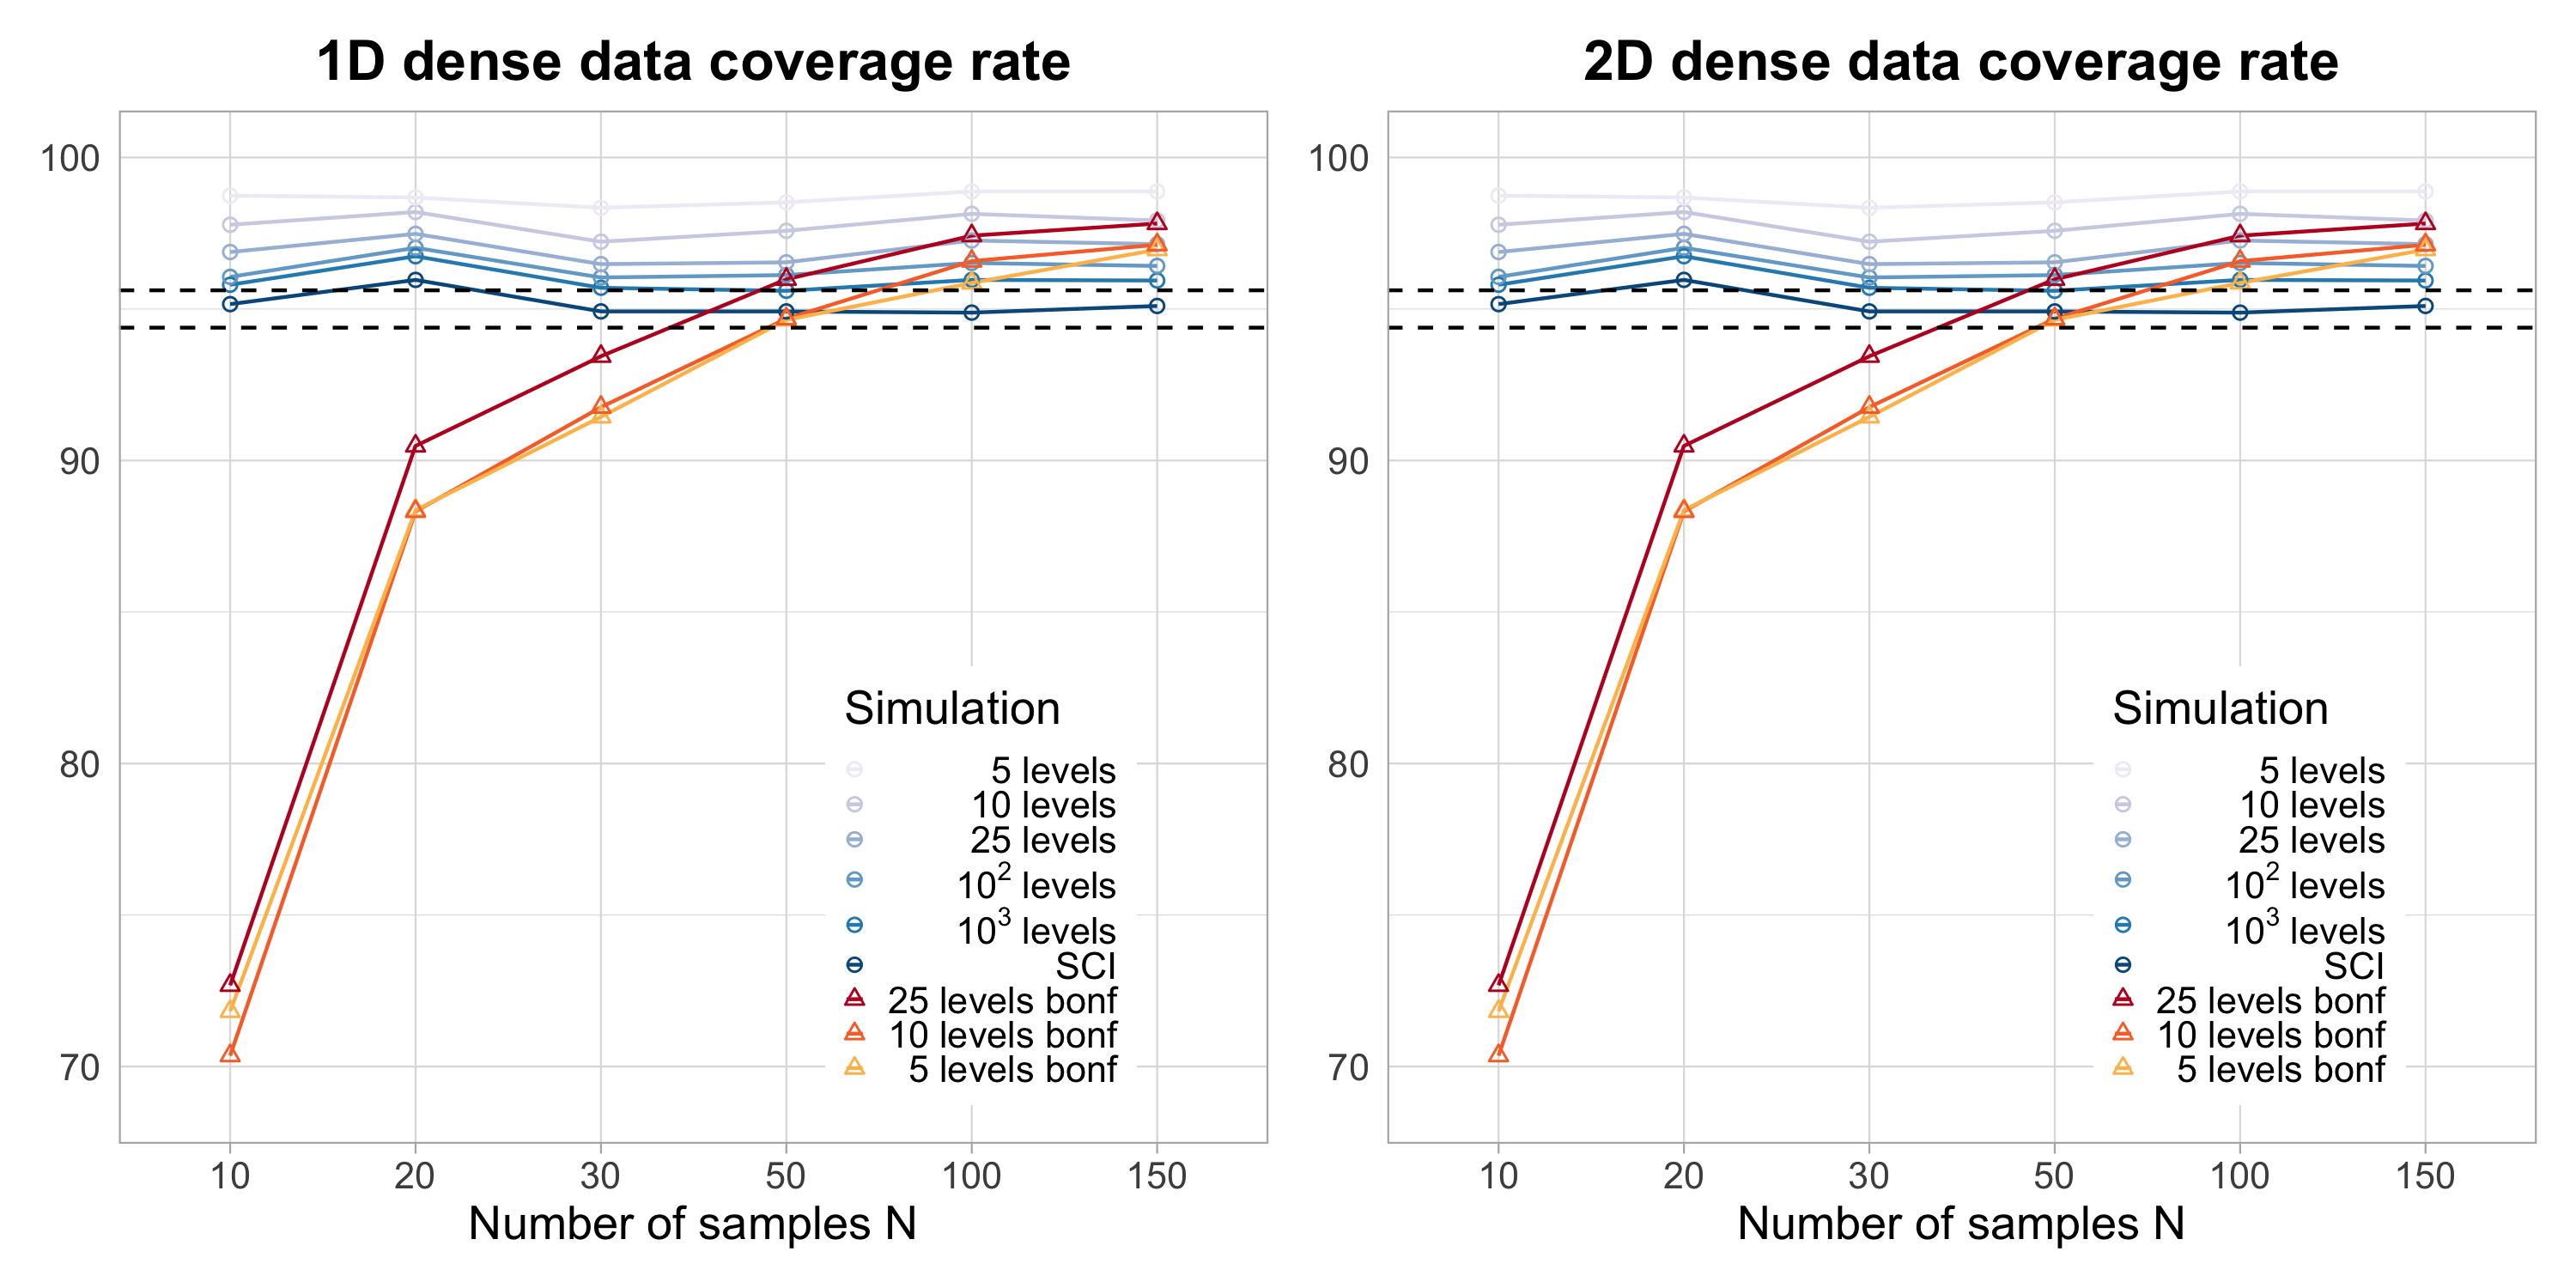 1D dense data coverage rate
100
90
80
70
Simulation
5 levels
10 levels
25 levels
10² levels
10³ levels
SCI
25 levels bonf
10 levels bonf
5 levels bonf
10 20 30 50 100 150
Number of samples N
2D dense data coverage rate
100
90
80
70
Simulation
5 levels
10 levels
25 levels
10² levels
10³ levels
SCI
25 levels bonf
10 levels bonf
5 levels bonf
10 20 30 50 100 150
Number of samples N